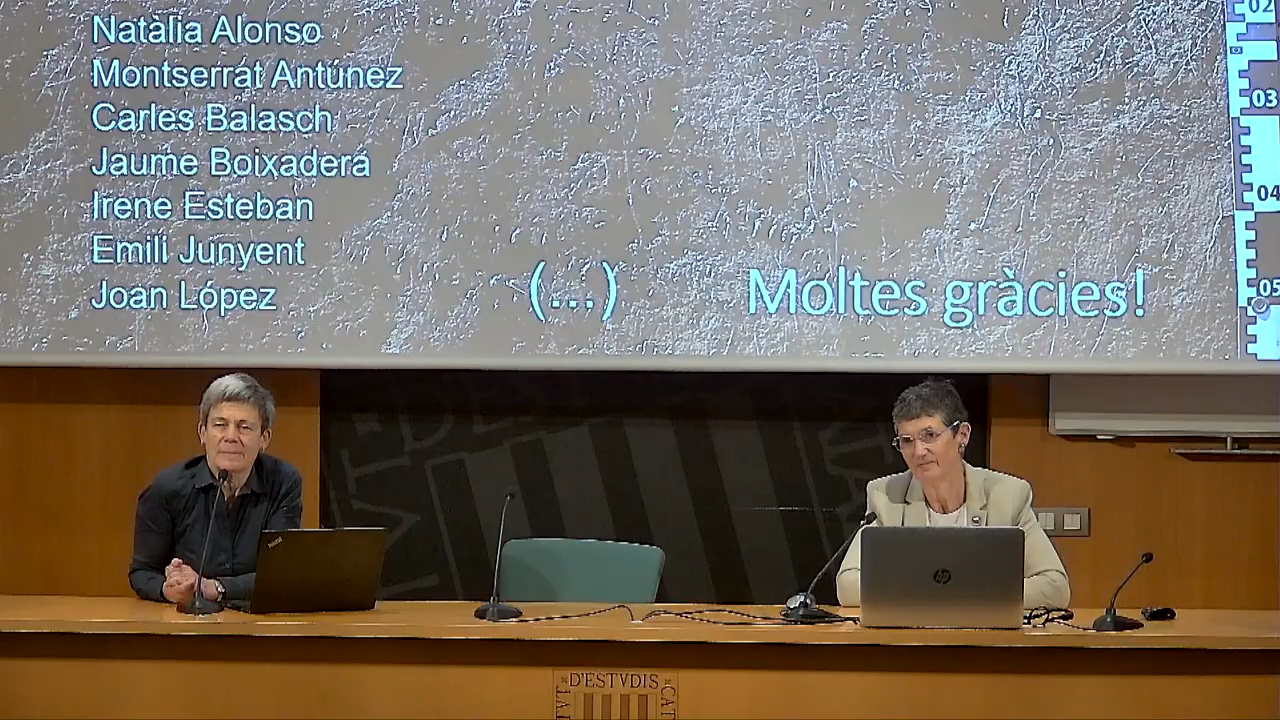 Natàlia Alonso
Montserrat Antúnez
Carles Balasch
Jaume Boixadera
Irene Esteban
Emili Junyent
Joan López
(...)
Moltes gràcies!
02
03
04
05
hp
D'ESTVDIS
CAT